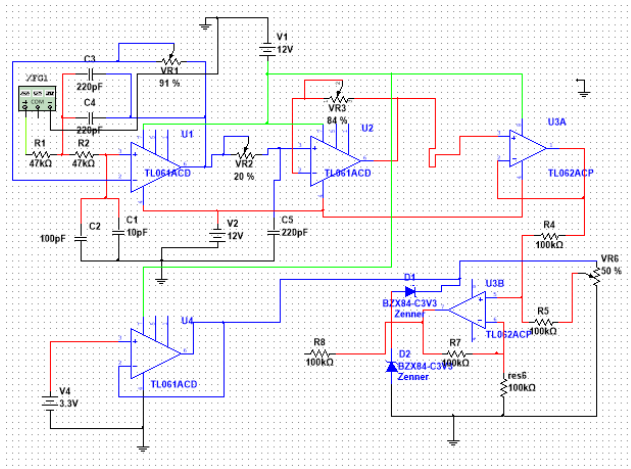 V1
12V
XFG1
COM
C3
220pF
VR1
91 %
C4
220pF
VR3
84 %
U1
U2
U3A
R1
47kΩ
R2
47kΩ
TL061ACD
VR2
20 %
TL061ACD
TL062ACP
C2
100pF
C1
10pF
V2
12V
C5
220pF
R4
100kΩ
VR6
50 %
D1
BZX84-C3V3
Zenner
U3B
TL062ACP
R5
100kΩ
U4
TL061ACD
R8
100kΩ
D2
BZX84-C3V3
Zenner
R7
100kΩ
res6
100kΩ
V4
3.3V